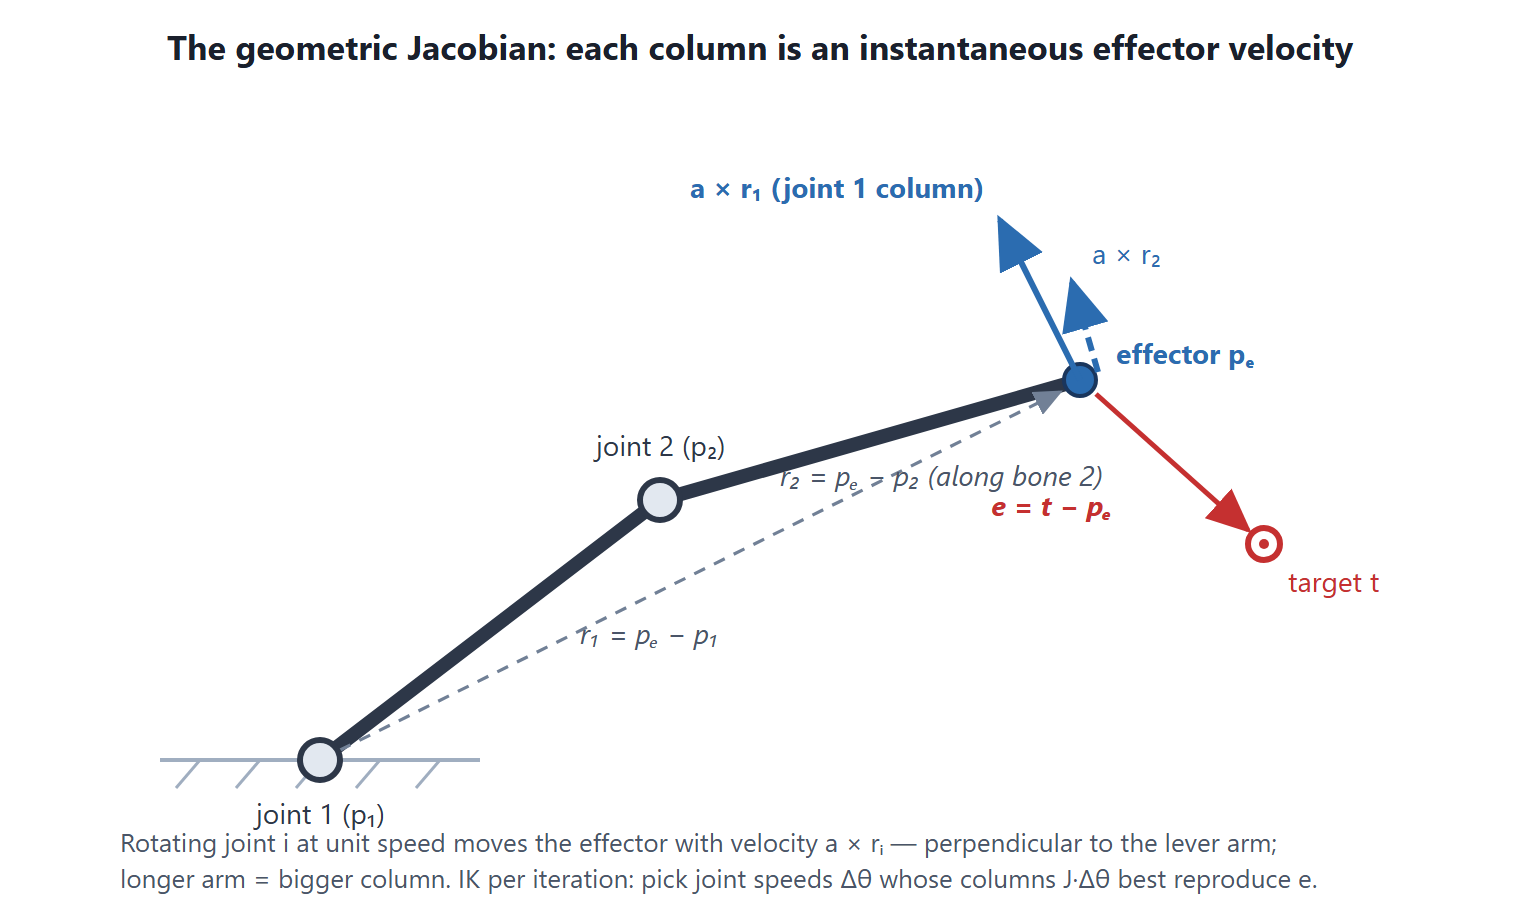 The geometric Jacobian: each column is an instantaneous effector velocity
a × r₁ (joint 1 column)
a × r₂
effector pₑ
joint 2 (p₂)
r₂ = pₑ − p₂ (along bone 2)
e = t − pₑ
target t
r₁ = pₑ − p₁
joint 1 (p₁)
Rotating joint i at unit speed moves the effector with velocity a × rᵢ — perpendicular to the lever arm;
longer arm = bigger column. IK per iteration: pick joint speeds Δθ whose columns J·Δθ best reproduce e.